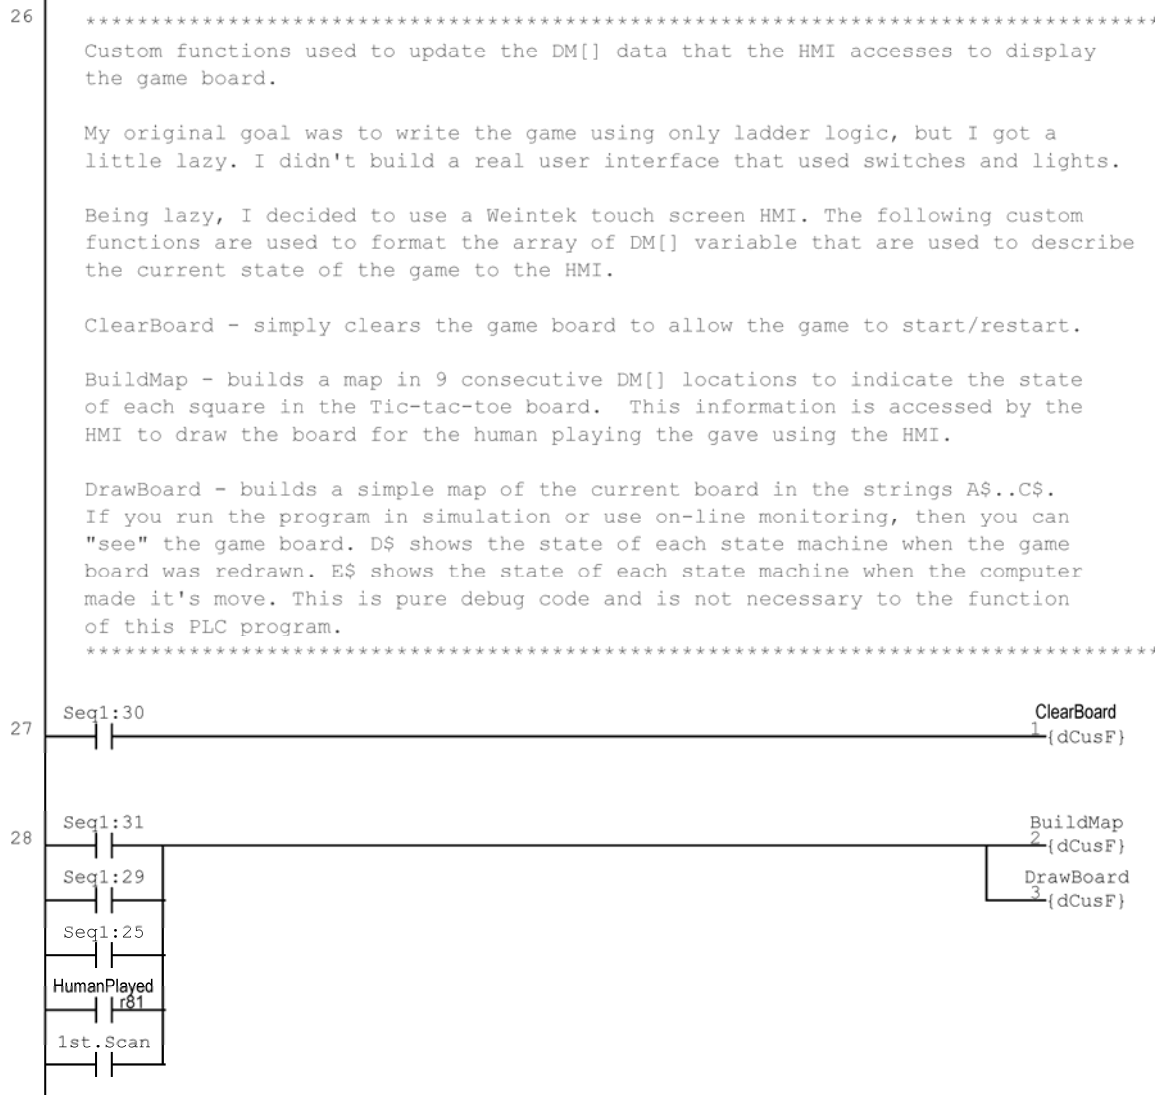 26
************************************************************************************
Custom functions used to update the DM[] data that the HMI accesses to display
the game board.
My original goal was to write the game using only ladder logic, but I got a
little lazy. I didn't build a real user interface that used switches and lights.
Being lazy, I decided to use a Weintek touch screen HMI. The following custom
functions are used to format the array of DM[] variable that are used to describe
the current state of the game to the HMI.
ClearBoard - simply clears the game board to allow the game to start/restart.
BuildMap - builds a map in 9 consecutive DM[] locations to indicate the state
of each square in the Tic-tac-toe board.  This information is accessed by the
HMI to draw the board for the human playing the gave using the HMI.
DrawBoard - builds a simple map of the current board in the strings A$..C$.
If you run the program in simulation or use on-line monitoring, then you can
"see" the game board. D$ shows the state of each state machine when the game
board was redrawn. E$ shows the state of each state machine when the computer
made it's move. This is pure debug code and is not necessary to the function
of this PLC program.
************************************************************************************
Seq1:30 ClearBoard
27 1 {dCusF}
Seq1:31 BuildMap
28 2 {dCusF}
Seq1:29 DrawBoard
3 {dCusF}
Seq1:25
HumanPlayed
r81
1st.Scan